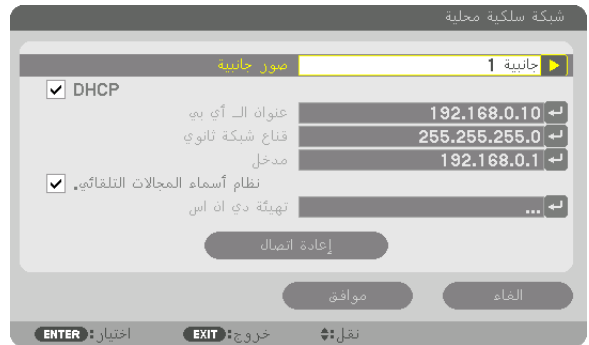 شبكة سلكية محلية
صور جانبية
جانبية 1
DHCP
عنوان الـ آي بي
192.168.0.10
قناع شبكة ثانوي
255.255.255.0
مدخل
192.168.0.1
نظام أسماء المجالات التلقائي.
تهيئة دي ان اس
...
إعادة اتصال
موافق
الغاء
ENTER: اختيار
EXIT: خروج
نقل: